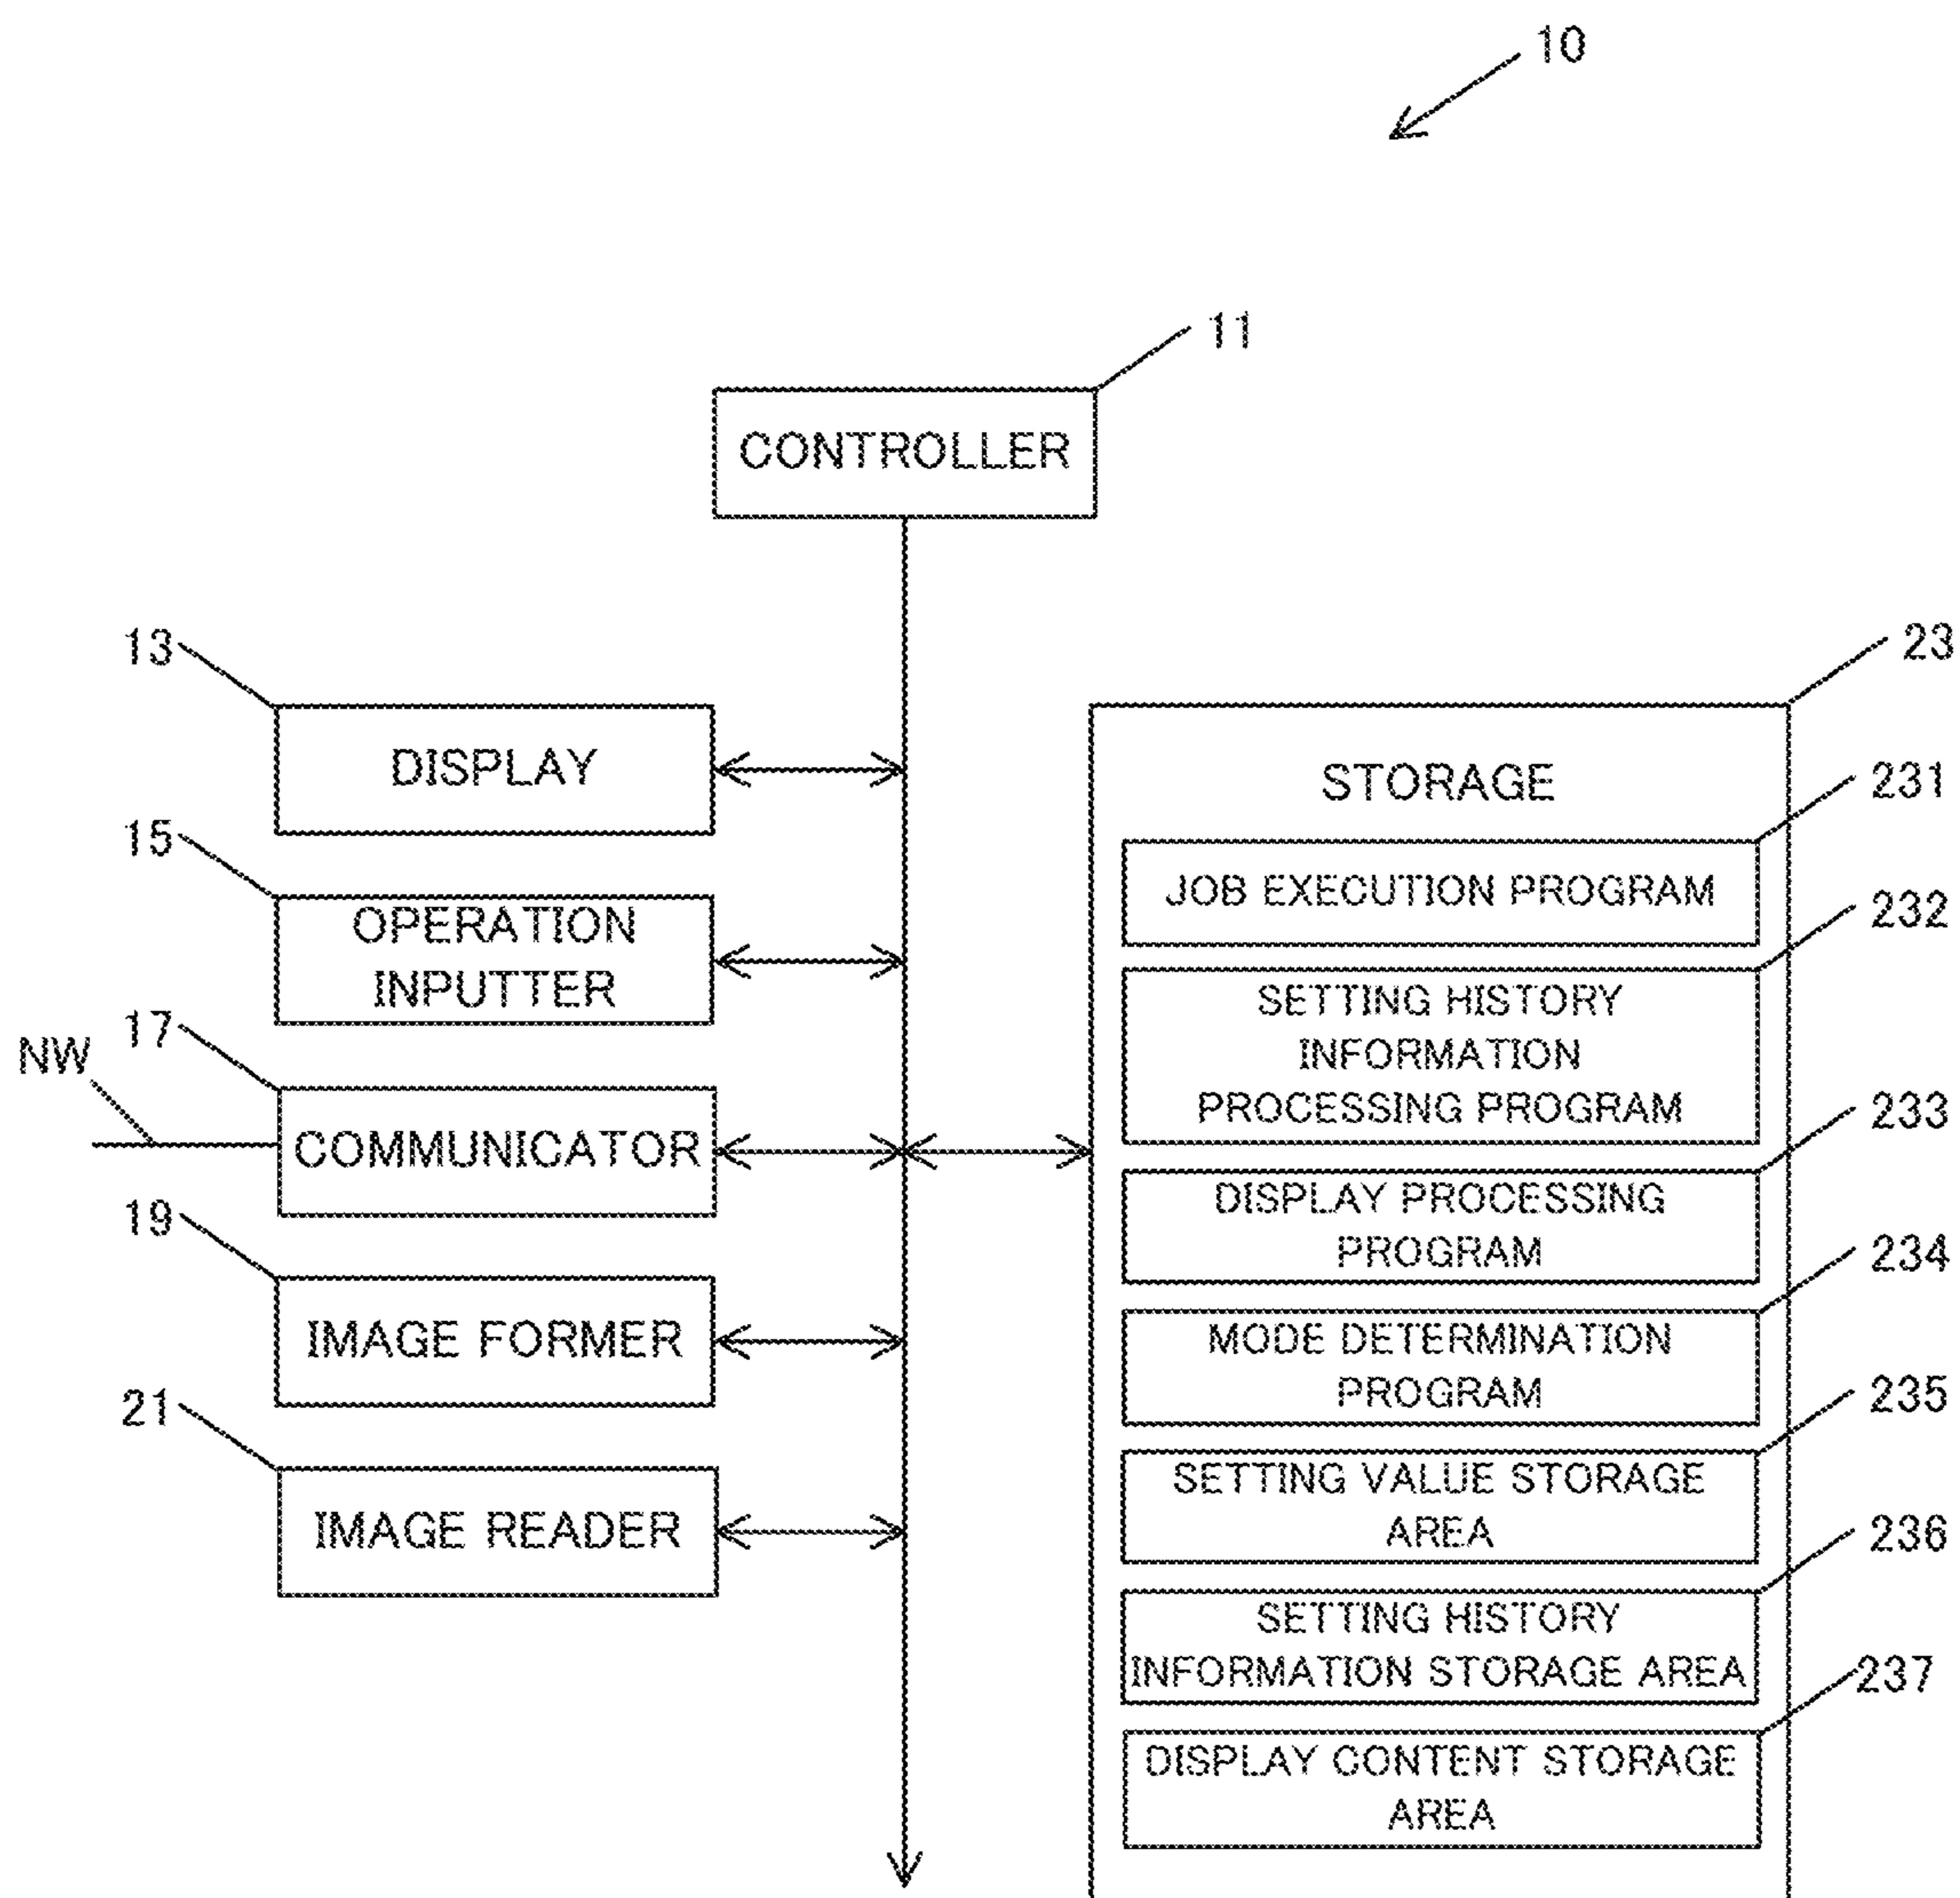 10
11
CONTROLLER
13
DISPLAY
15
OPERATION
INPUTTER
17
NW
COMMUNICATOR
19
IMAGE FORMER
21
IMAGE READER
23
STORAGE
231
JOB EXECUTION PROGRAM
232
SETTING HISTORY
INFORMATION
PROCESSING PROGRAM
233
DISPLAY PROCESSING
PROGRAM
234
MODE DETERMINATION
PROGRAM
235
SETTING VALUE STORAGE
AREA
236
SETTING HISTORY
INFORMATION STORAGE AREA
237
DISPLAY CONTENT STORAGE
AREA